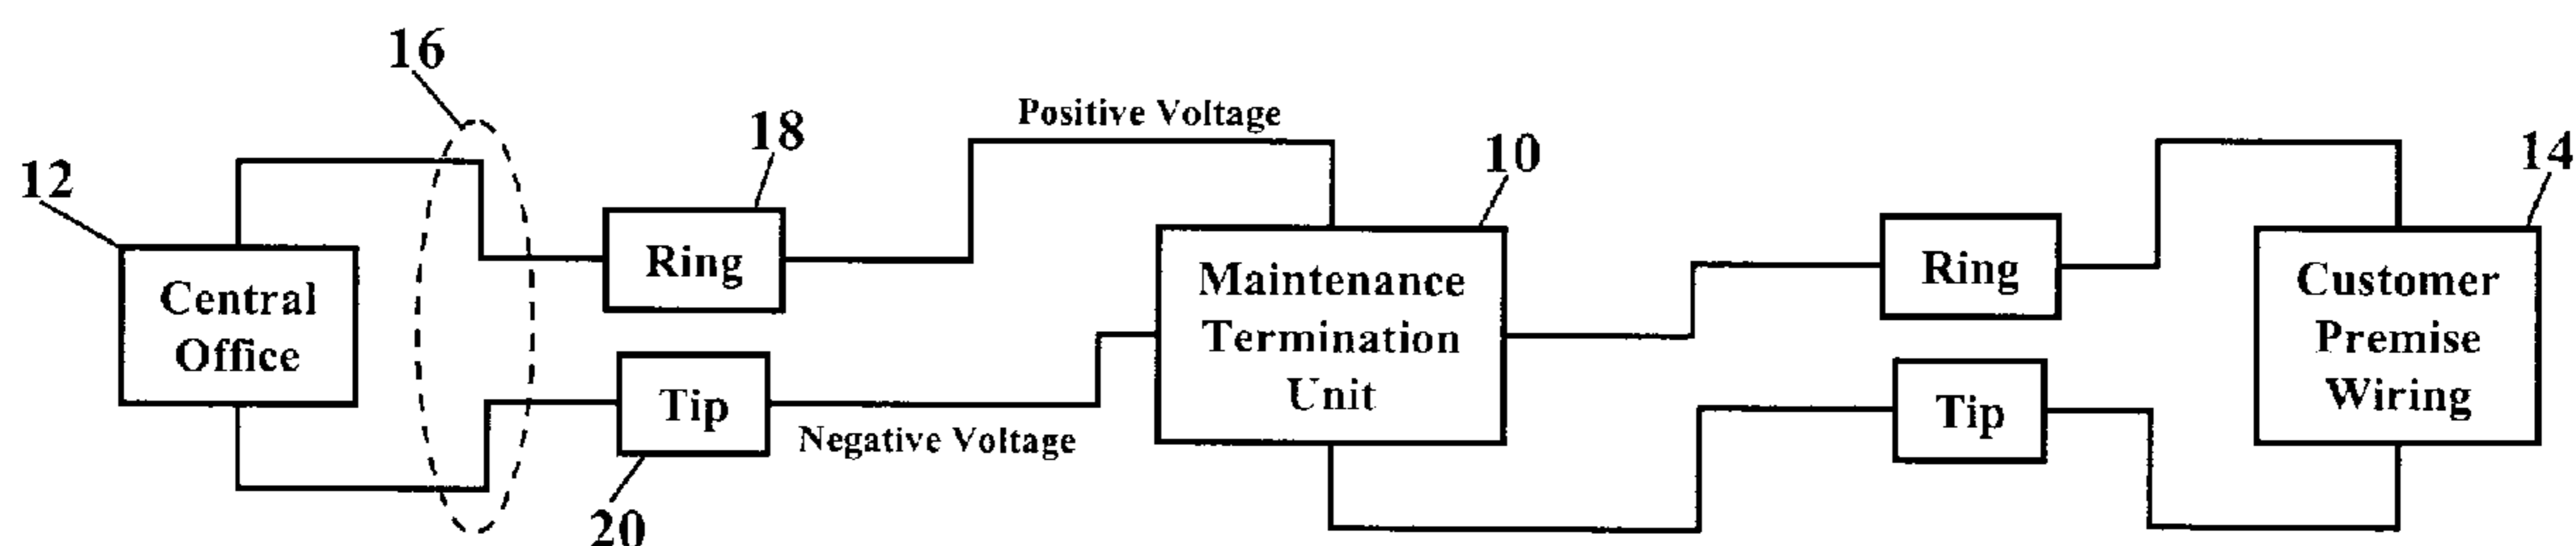 16
Positive Voltage
18
10
14
12
Ring
Ring
Central
Office
Maintenance
Termination
Unit
Customer
Premise
Wiring
Tip
Tip
Negative Voltage
20